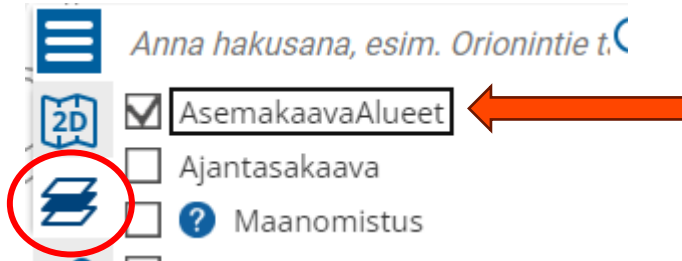 Anna hakusana, esim. Orionintie
2D
AsemakaavaAlueet
Ajantasakaava
? Maanomistus